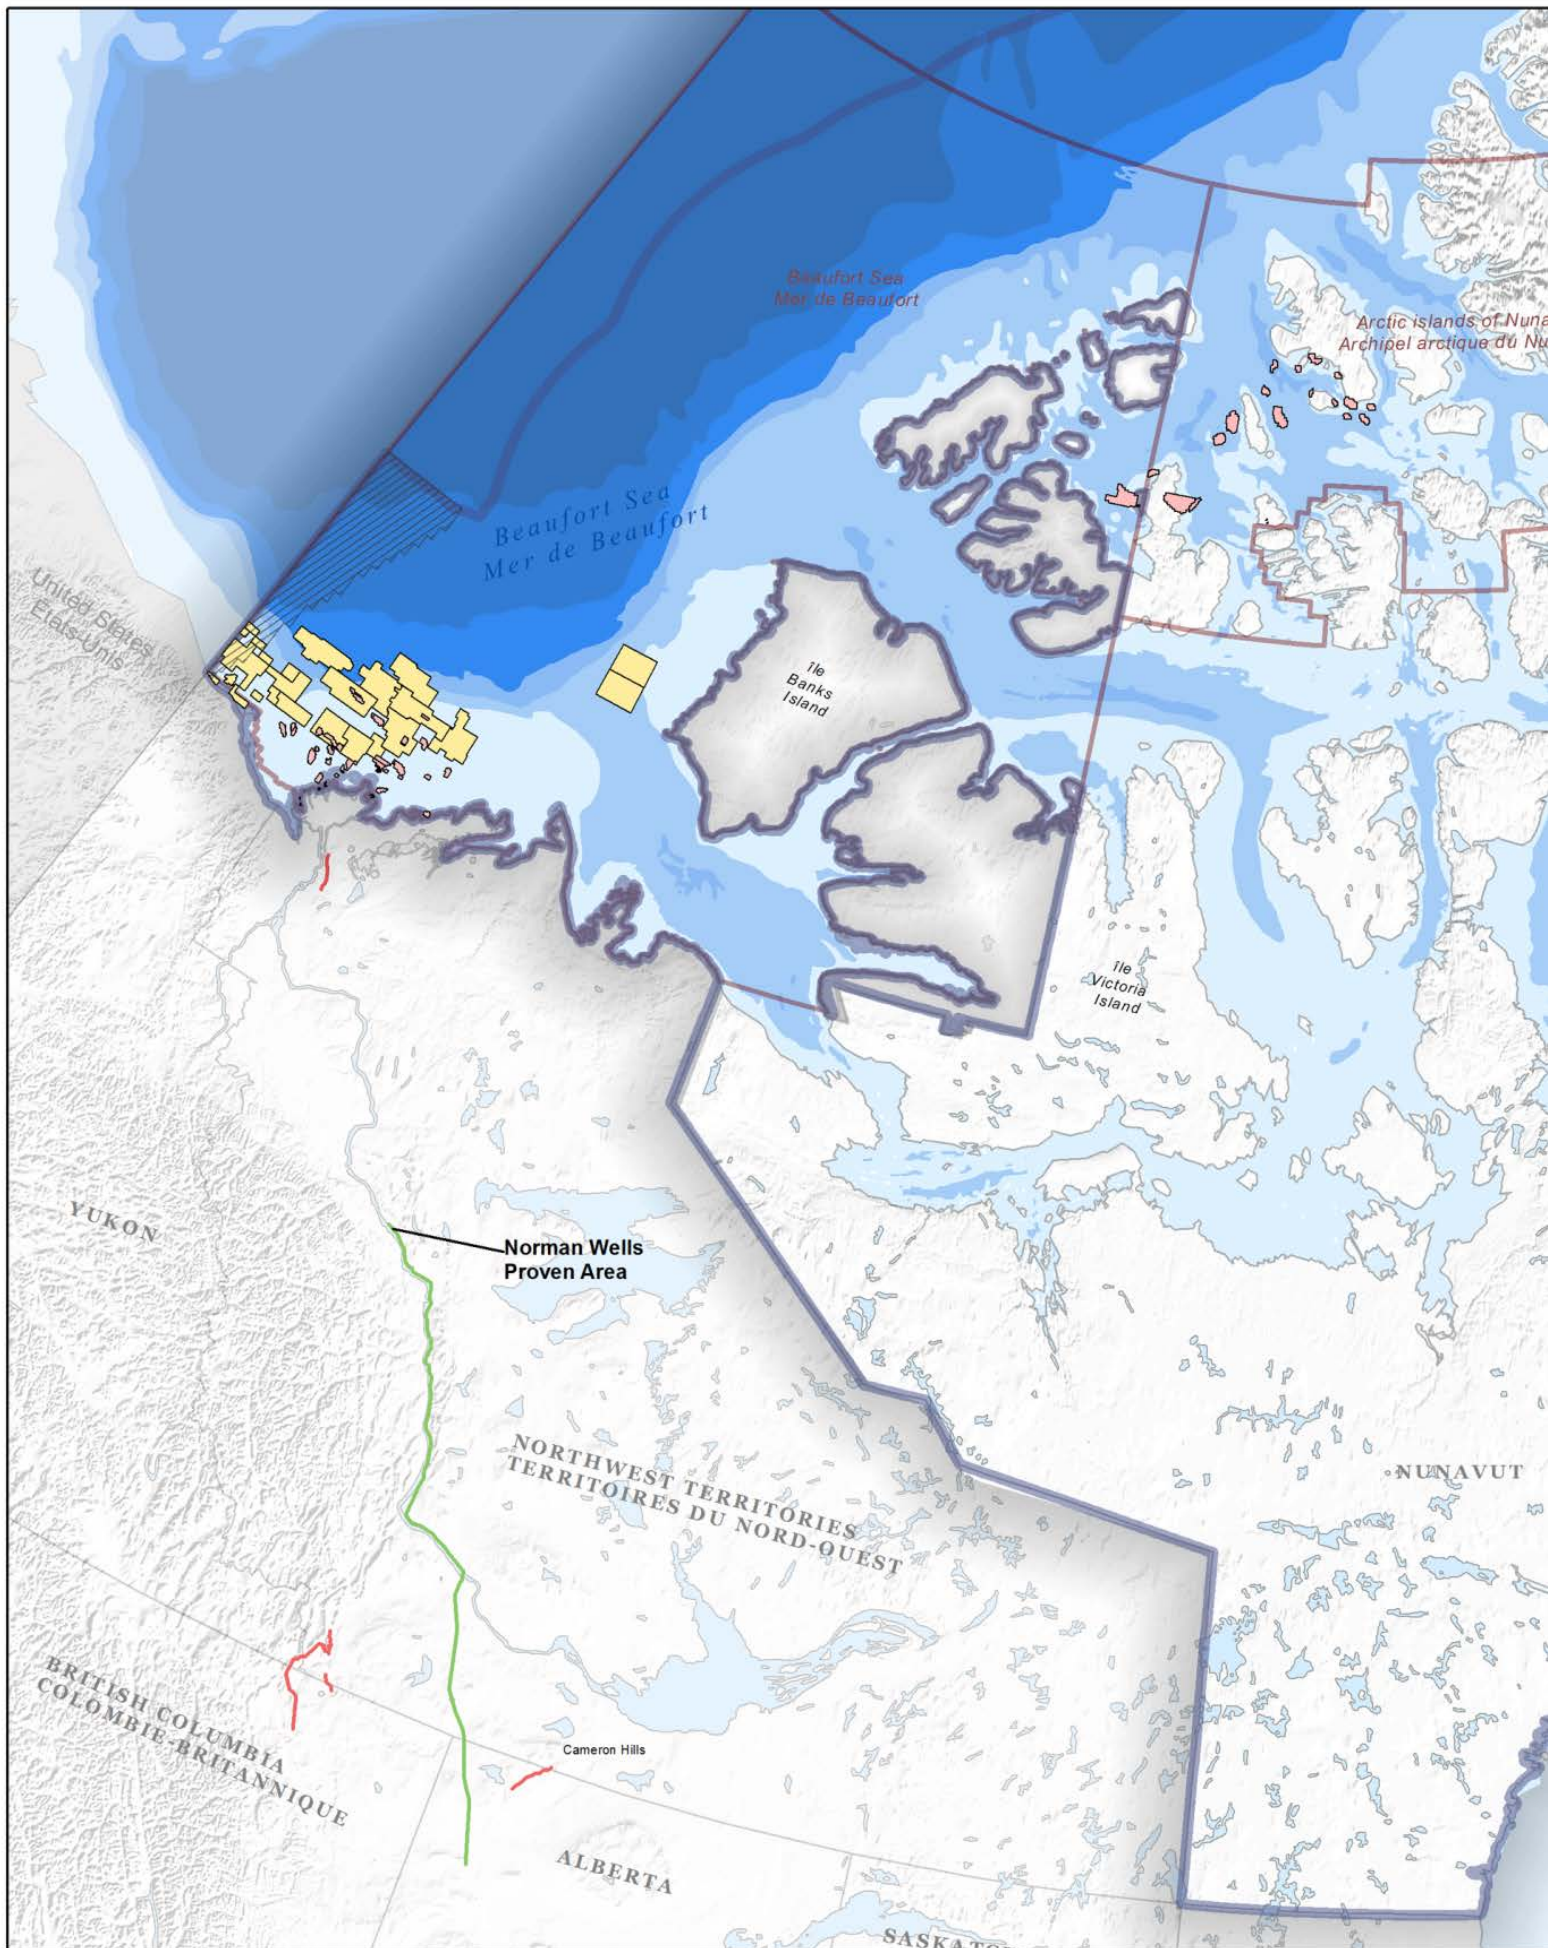 Beaufort Sea
Mer de Beaufort
Arctic islands of Nuna
Archipel arctique du Nu
Beaufort Sea
Mer de Beaufort
United States
États-Unis
île
Banks
Island
île
Victoria
Island
YUKON
Norman Wells
Proven Area
NORTHWEST TERRITORIES
TERRITOIRES DU NORD-OUEST
NUNAVUT
BRITISH COLUMBIA
COLOMBIE-BRITANNIQUE
Cameron Hills
ALBERTA
SASKATC